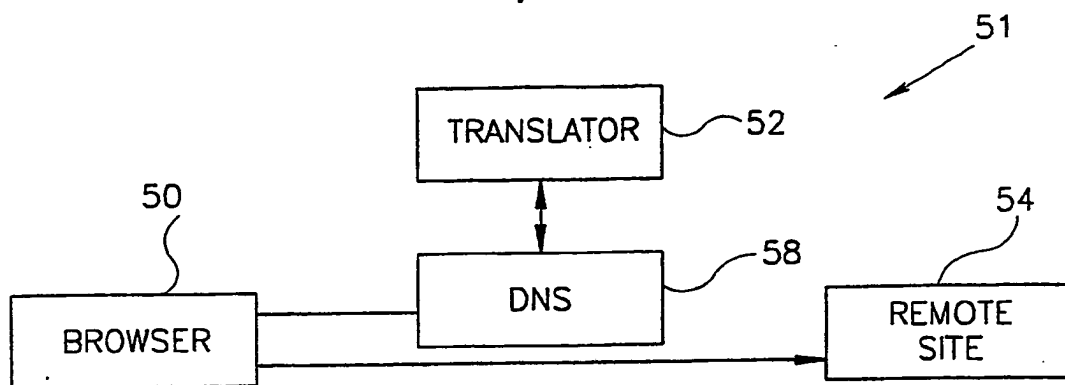 51
TRANSLATOR
52
50
54
58
DNS
BROWSER
REMOTE
SITE